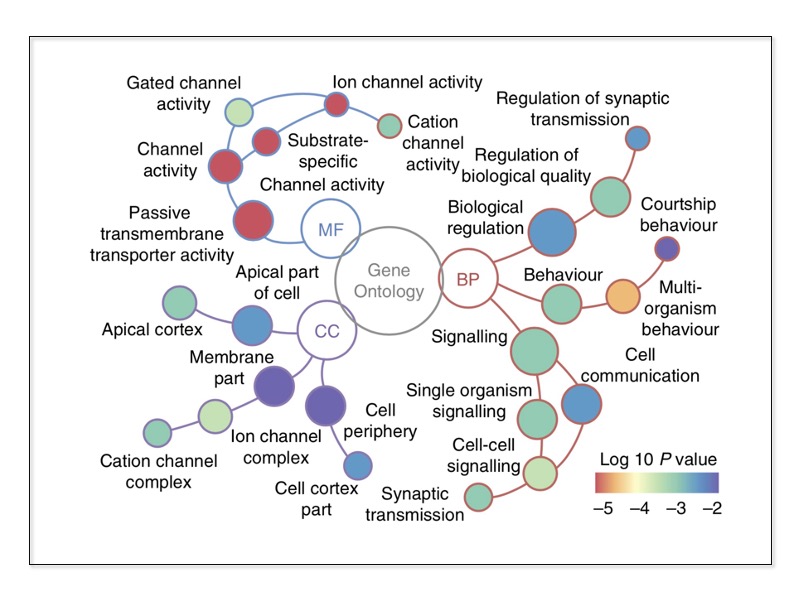 Gated channel
activity
Ion channel activity
Cation
channel
activity
Channel
activity
Substrate-
specific
Channel activity
Passive
transmembrane
transporter activity
MF
Gene
Ontology
BP
CC
Regulation of synaptic
transmission
Regulation of
biological quality
Biological
regulation
Courtship
behaviour
Behaviour
Multi-
organism
behaviour
Apical part
of cell
Apical cortex
Membrane
part
Ion channel
complex
Cation channel
complex
Cell
periphery
Cell cortex
part
Signalling
Cell
communication
Single organism
signalling
Cell-cell
signalling
Synaptic
transmission
Log 10 P value
–5 –4 –3 –2